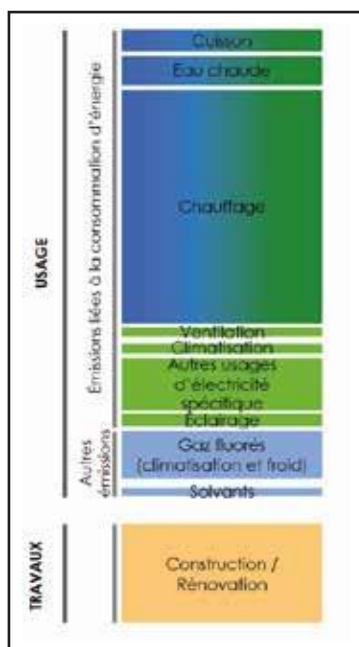 USAGE
Émissions liées à la consommation d'énergie
Cuisson
Eau chaude
Chauffage
Ventilation
Climatisation
Autres usages
d'électricité
spécifique
Éclairage
Autres
émissions
Gaz fluorés
(climatisation et froid)
Solvants
TRAVAUX
Construction /
Rénovation